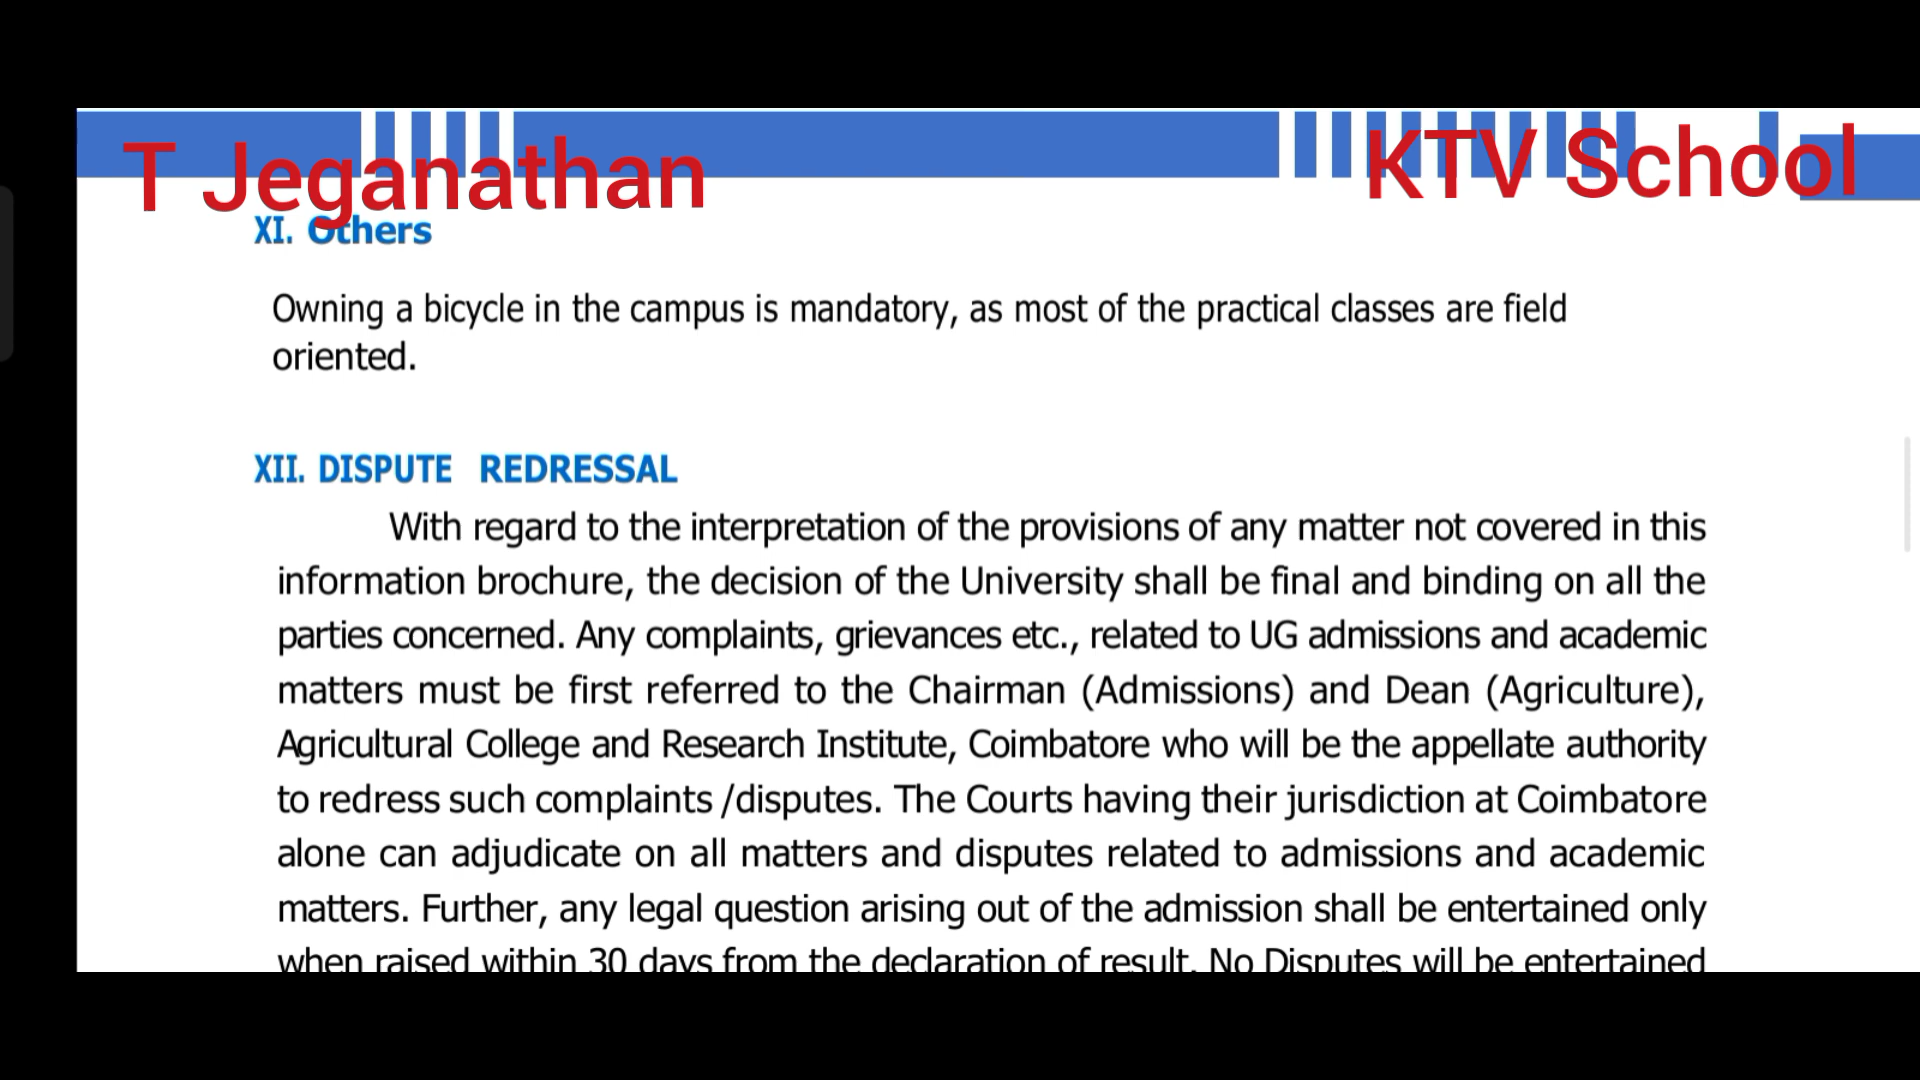 T Jeganathan
KTV School
XI. Others
Owning a bicycle in the campus is mandatory, as most of the practical classes are field
oriented.
XII. DISPUTE REDRESSAL
With regard to the interpretation of the provisions of any matter not covered in this
information brochure, the decision of the University shall be final and binding on all the
parties concerned. Any complaints, grievances etc., related to UG admissions and academic
matters must be first referred to the Chairman (Admissions) and Dean (Agriculture),
Agricultural College and Research Institute, Coimbatore who will be the appellate authority
to redress such complaints /disputes. The Courts having their jurisdiction at Coimbatore
alone can adjudicate on all matters and disputes related to admissions and academic
matters. Further, any legal question arising out of the admission shall be entertained only
when raised within 30 days from the declaration of result. No Disputes will be entertained